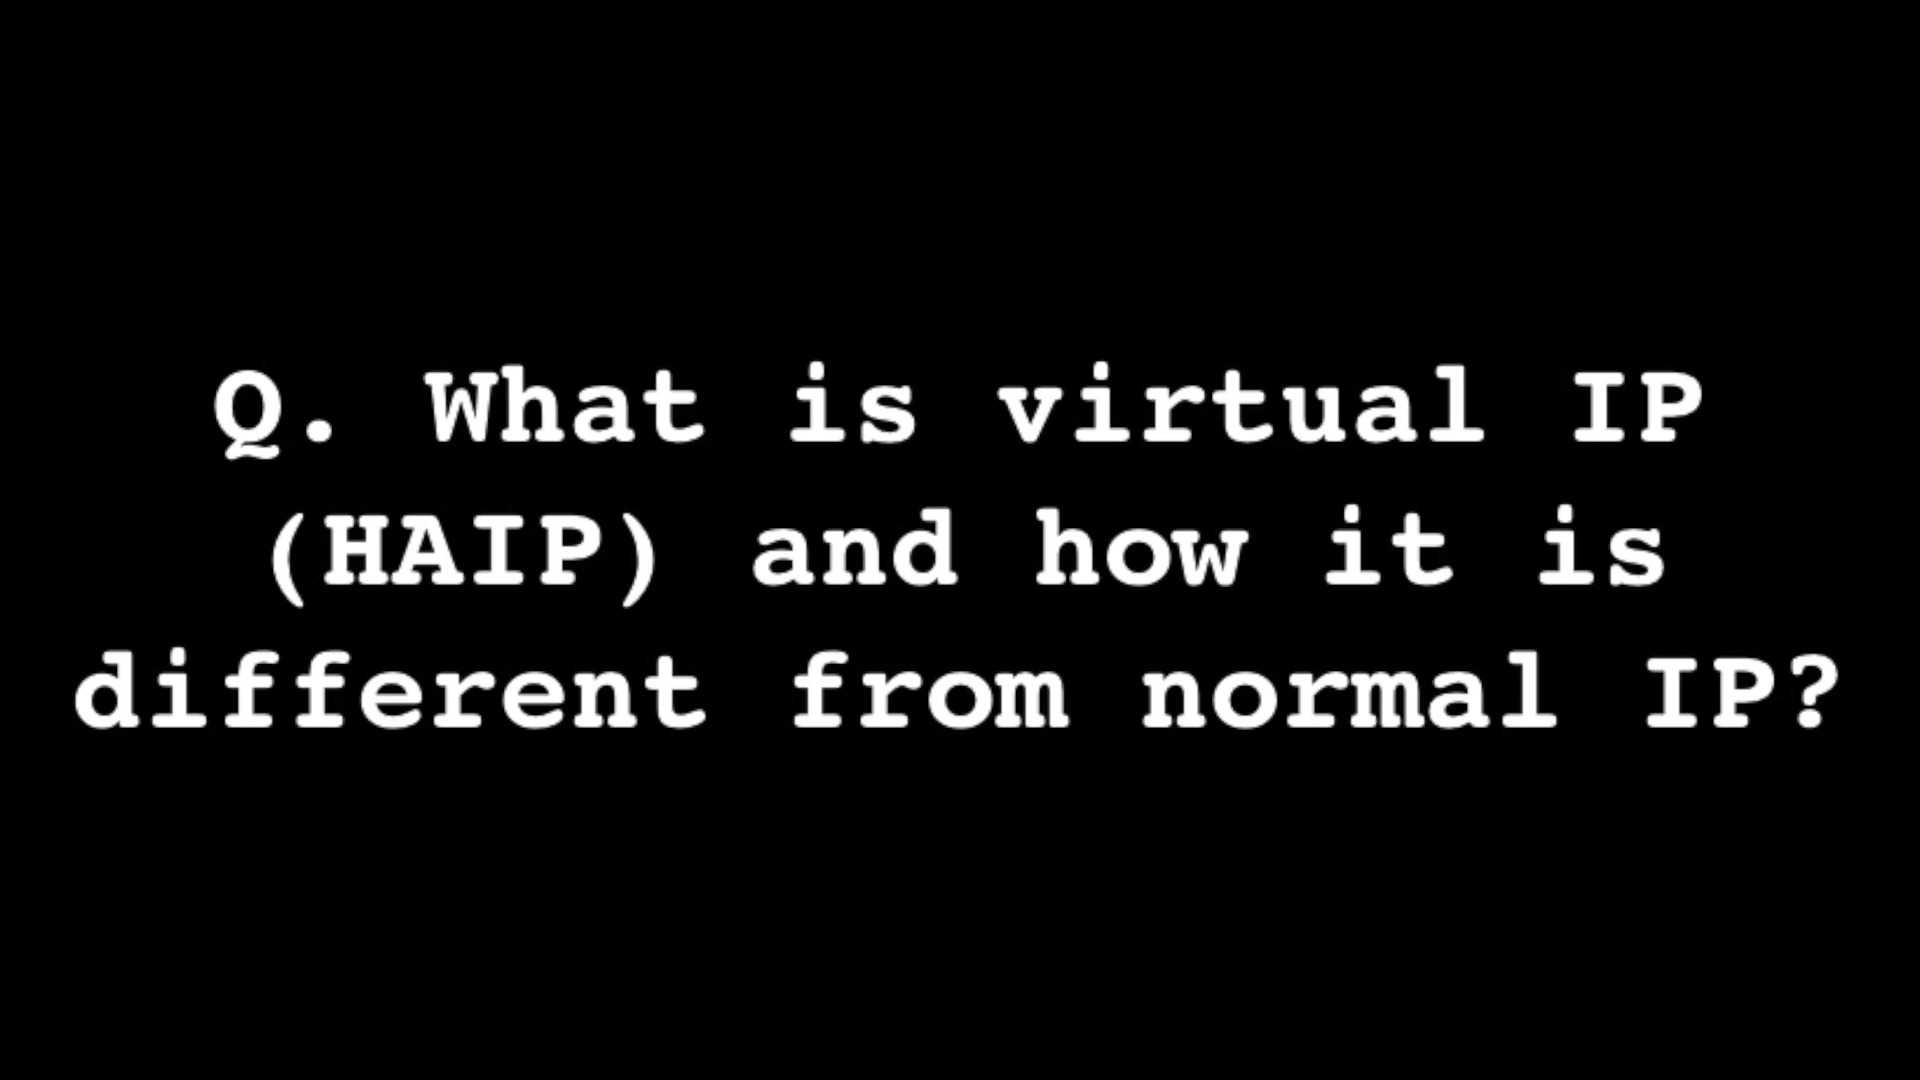 Q. What is virtual IP
(HAIP) and how it is
different from normal IP?